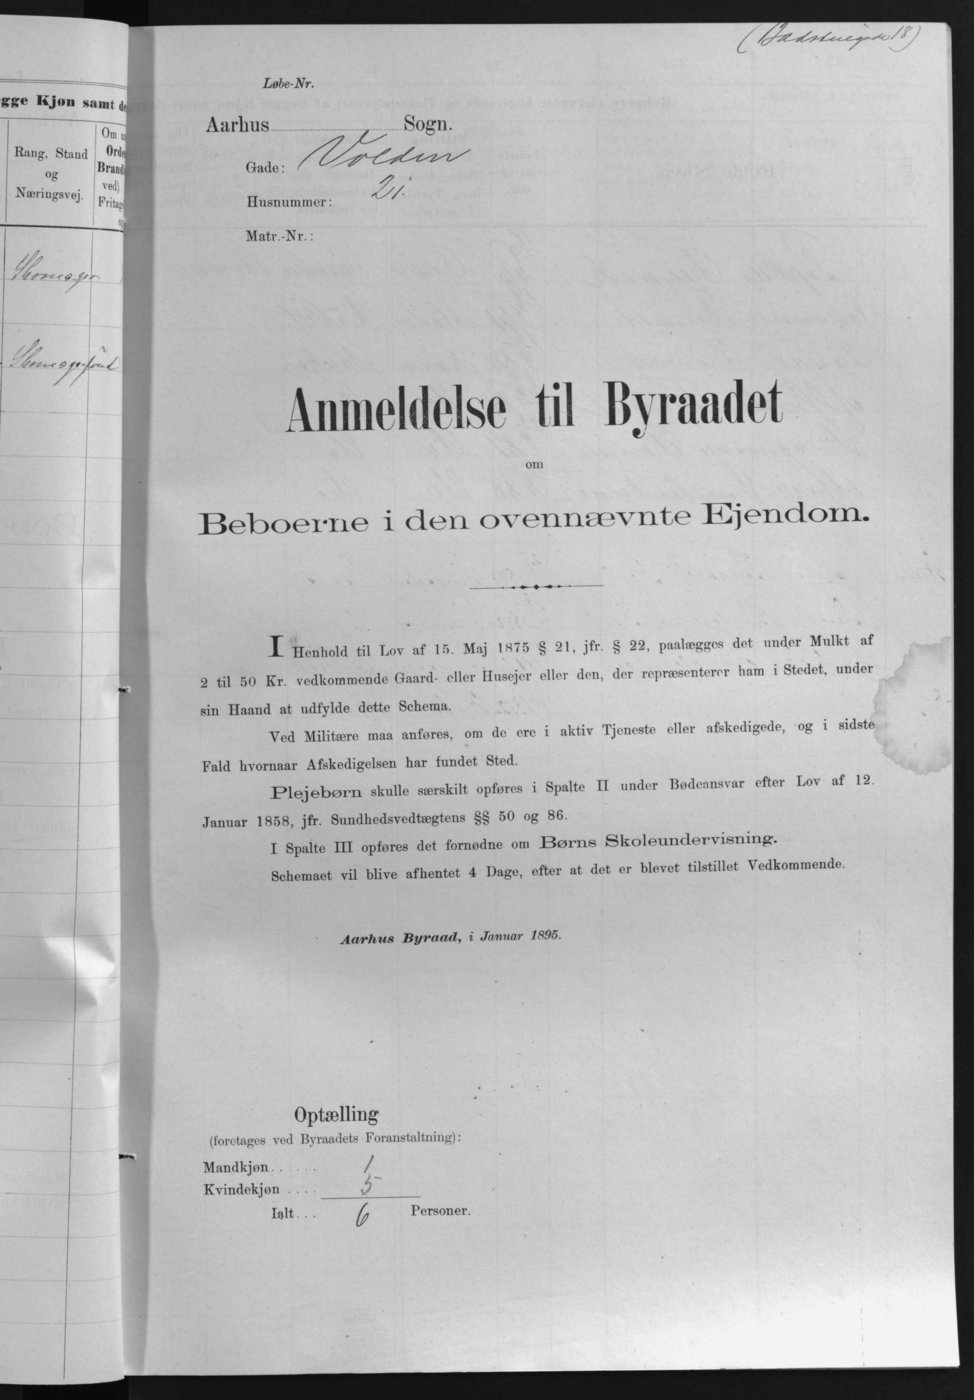 gge Kjøn samt de
Rang, Stand
og
Næringsvej.
Om
Orde
Brand
ved).
Fritag
og
Skomager
(Badstuegade 18)
Løbe-Nr.
Aarhus Sogn.
Gade: Volden
Husnummer: 21.
Matr.-Nr.:
Anmeldelse til Byraadet
om
Beboerne i den ovennævnte Ejendom.
I Henhold til Lov af 15. Maj 1875 § 21, jfr. § 22, paalægges det under Mulkt af
2 til 50 Kr. vedkommende Gaard- eller Husejer eller den, der repræsenterer ham i Stedet, under
sin Haand at udfylde dette Schema.
Ved Militære maa anføres, om de ere i aktiv Tjeneste eller afskedigede, og i sidste
Fald hvornaar Afskedigelsen har fundet Sted.
Plejebørn skulle særskilt opføres i Spalte II under Bødeansvar efter Lov af 12.
Januar 1858, jfr. Sundhedsvedtægtens §§ 50 og 86.
I Spalte III opføres det fornødne om Børns Skoleundervisning.
Schemaet vil blive afhentet 4 Dage, efter at det er blevet tilstillet Vedkommende.
Aarhus Byraad, i Januar 1895.
Optælling
(foretages ved Byraadets Foranstaltning):
Mandkjøn..... 1
Kvindekjøn .... 5
Ialt... 6 Personer.